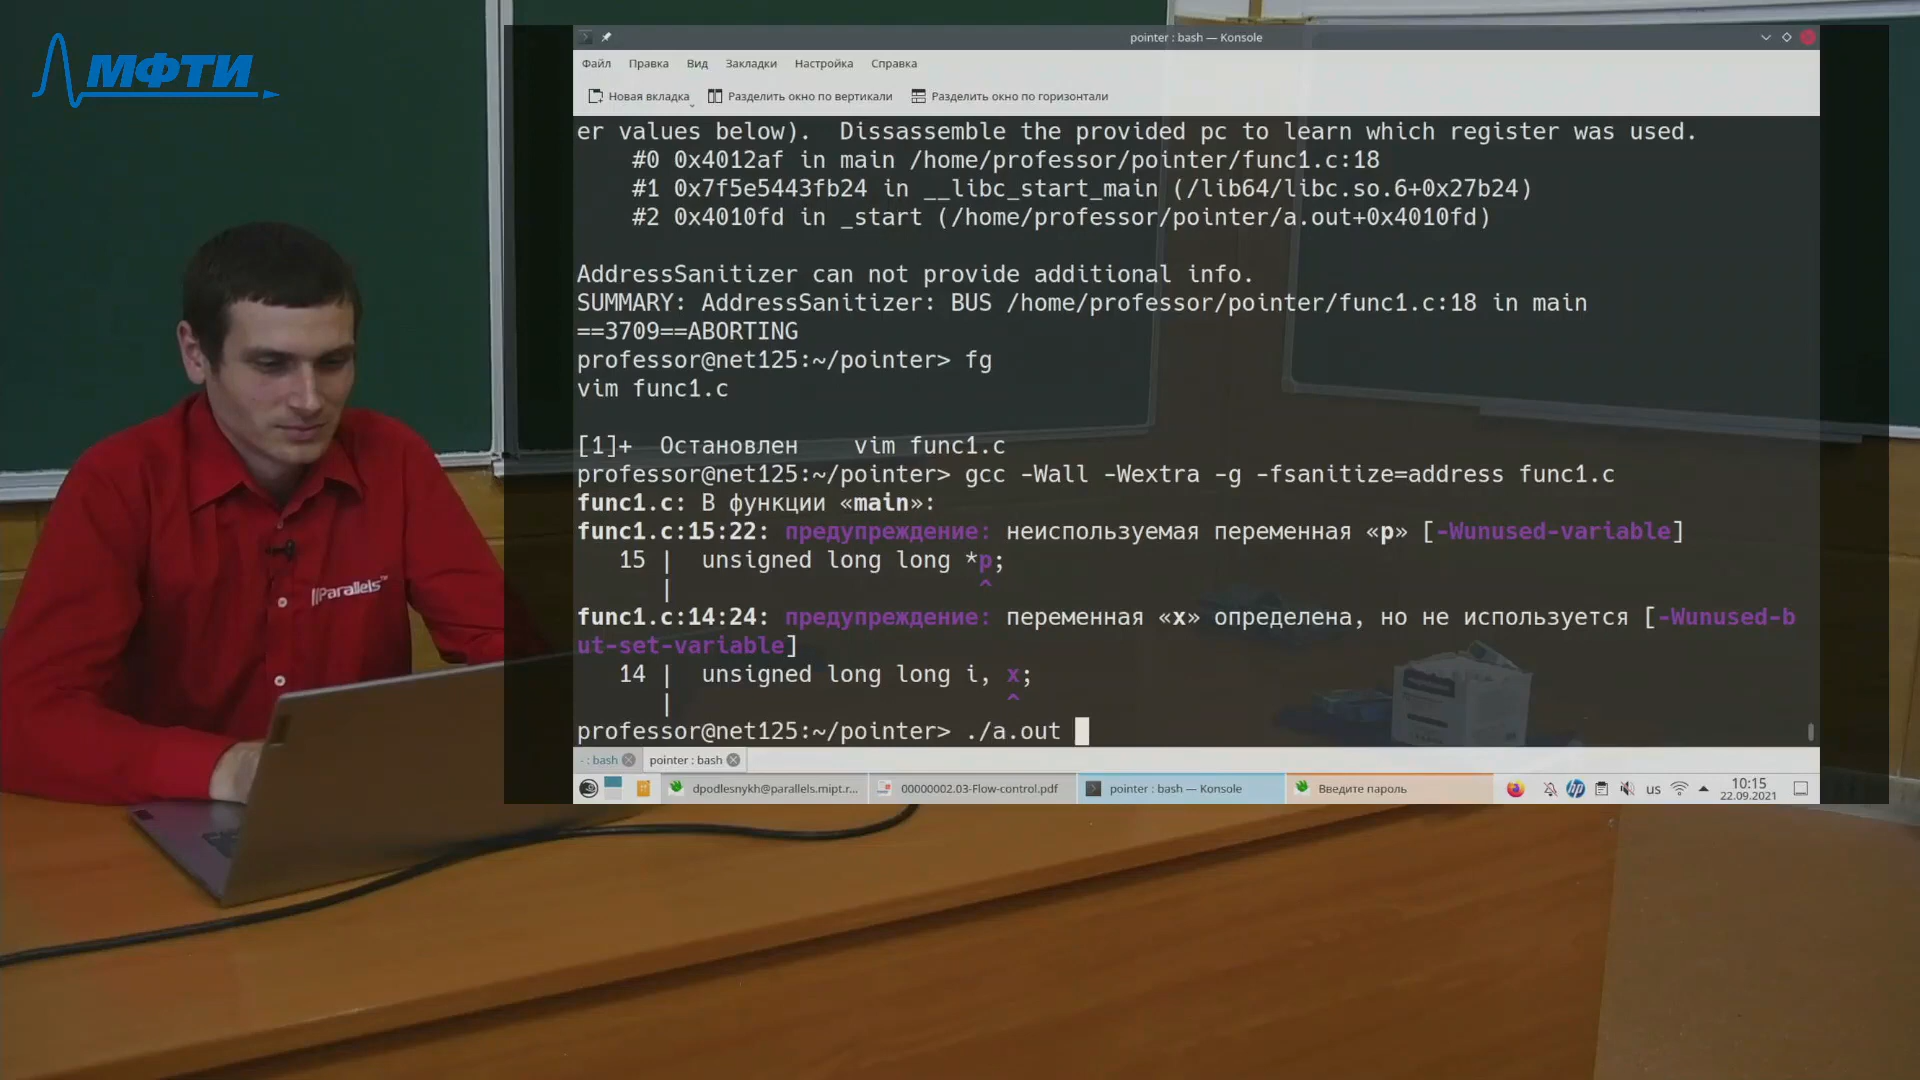 МФТИ
pointer : bash — Konsole
Файл Правка Вид Закладки Настройка Справка
Новая вкладка Разделить окно по вертикали Разделить окно по горизонтали
er values below).  Dissassemble the provided pc to learn which register was used.
#0 0x4012af in main /home/professor/pointer/func1.c:18
#1 0x7f5e5443fb24 in __libc_start_main (/lib64/libc.so.6+0x27b24)
#2 0x4010fd in _start (/home/professor/pointer/a.out+0x4010fd)
AddressSanitizer can not provide additional info.
SUMMARY: AddressSanitizer: BUS /home/professor/pointer/func1.c:18 in main
==3709==ABORTING
professor@net125:~/pointer> fg
vim func1.c
[1]+  Остановлен    vim func1.c
professor@net125:~/pointer> gcc -Wall -Wextra -g -fsanitize=address func1.c
func1.c: В функции «main»:
func1.c:15:22: предупреждение: неиспользуемая переменная «p» [-Wunused-variable]
15 |  unsigned long long *p;
|                      ^
func1.c:14:24: предупреждение: переменная «x» определена, но не используется [-Wunused-b
ut-set-variable]
14 |  unsigned long long i, x;
|                        ^
professor@net125:~/pointer> ./a.out
- : bash pointer : bash
dpodlesnykh@parallels.mipt.r... 00000002.03-Flow-control.pdf pointer : bash — Konsole Введите пароль us 10:15
22.09.2021
//Parallels™